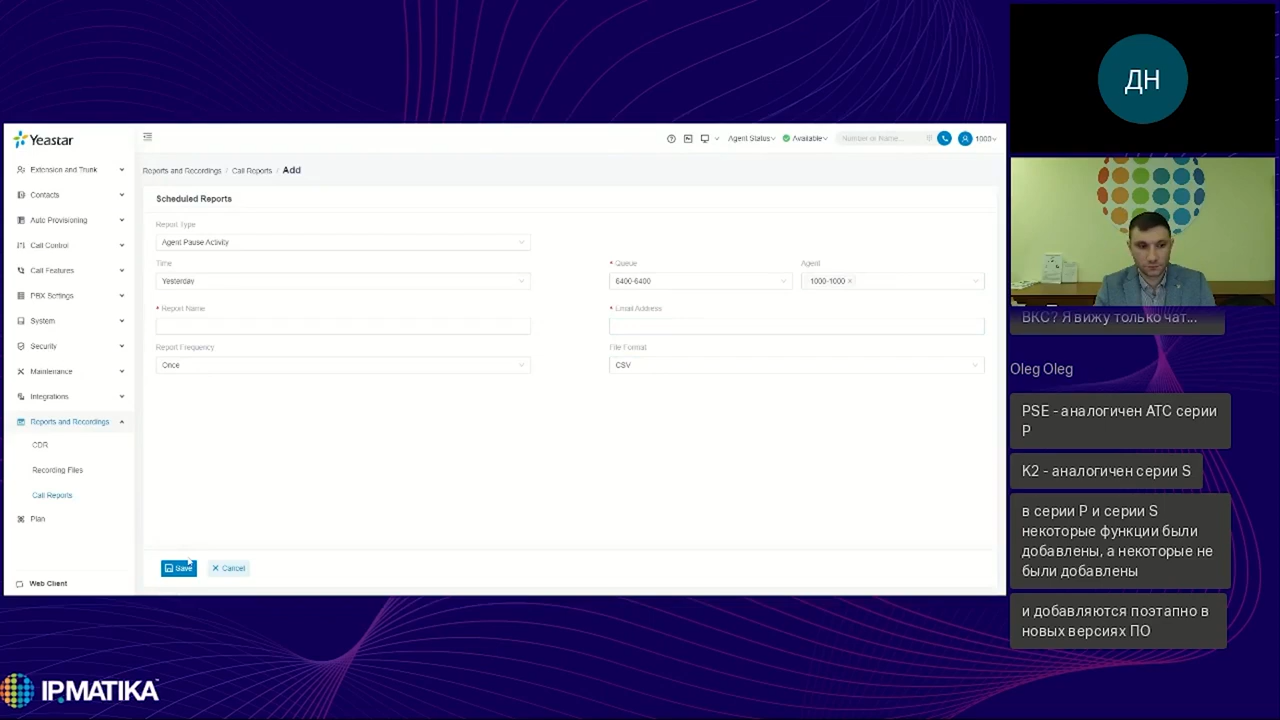 Yeastar
Extension and Trunk
Contacts
Auto Provisioning
Call Control
Call Features
PBX Settings
System
Security
Maintenance
Integrations
Reports and Recordings
CDR
Recording Files
Call Reports
Plan
Web Client
Agent Status
Available
Number or Name...
1000
Reports and Recordings / Call Reports / Add
Scheduled Reports
Report Type
Agent Pause Activity
Time
Yesterday
* Queue
6400-6400
Agent
1000-1000 ×
* Report Name
* Email Address
Report Frequency
Once
File Format
CSV
Save
Cancel
IPMATIKA
ДН
ВКС? Я вижу только чат...
Oleg Oleg
PSE - аналогичен АТС серии
P
K2 - аналогичен серии S
в серии P и серии S
некоторые функции были
добавлены, а некоторые не
были добавлены
и добавляются поэтапно в
новых версиях ПО